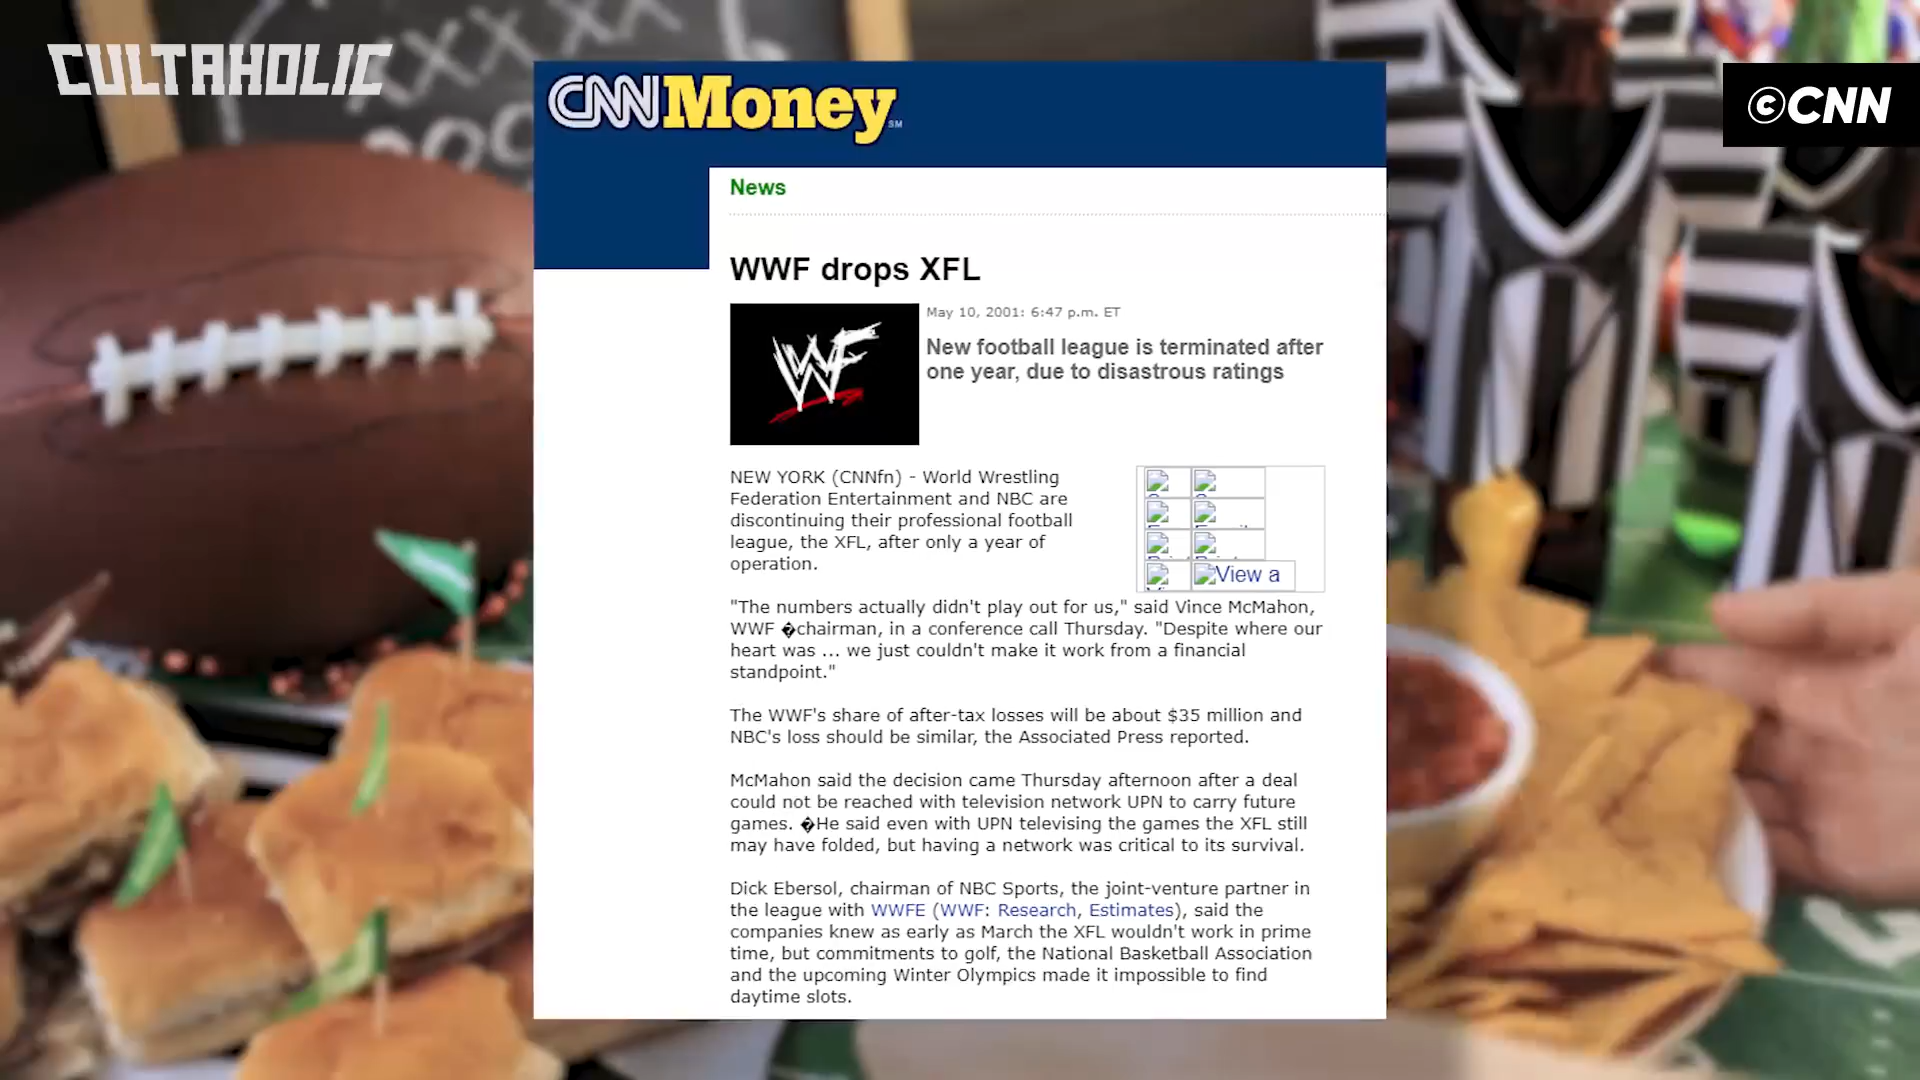 CULTAHOLIC
XXXX
CNNMoney SM
©CNN
News
WWF drops XFL
WWF
May 10, 2001: 6:47 p.m. ET
New football league is terminated after
one year, due to disastrous ratings
NEW YORK (CNNfn) - World Wrestling
Federation Entertainment and NBC are
discontinuing their professional football
league, the XFL, after only a year of
operation.
View a
"The numbers actually didn't play out for us," said Vince McMahon,
WWF �chairman, in a conference call Thursday. "Despite where our
heart was ... we just couldn't make it work from a financial
standpoint."
The WWF's share of after-tax losses will be about $35 million and
NBC's loss should be similar, the Associated Press reported.
McMahon said the decision came Thursday afternoon after a deal
could not be reached with television network UPN to carry future
games. �He said even with UPN televising the games the XFL still
may have folded, but having a network was critical to its survival.
Dick Ebersol, chairman of NBC Sports, the joint-venture partner in
the league with WWFE (WWF: Research, Estimates), said the
companies knew as early as March the XFL wouldn't work in prime
time, but commitments to golf, the National Basketball Association
and the upcoming Winter Olympics made it impossible to find
daytime slots.